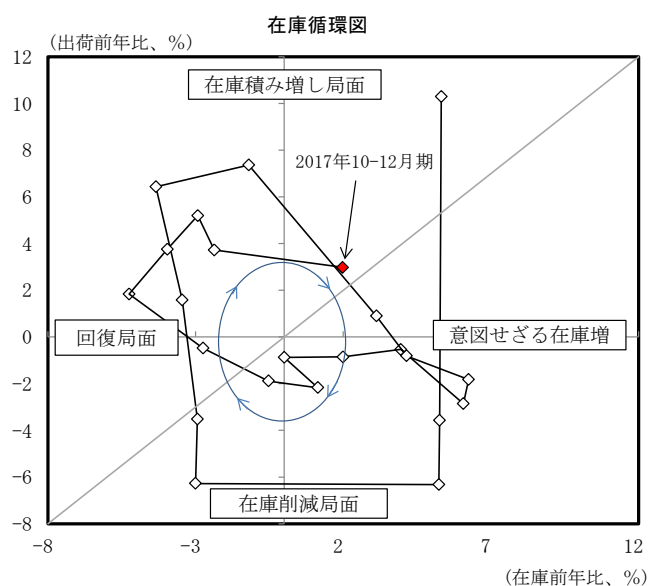 在庫循環図
(出荷前年比、%)
12
在庫積み増し局面
10
8
2017年10-12月期
6
4
2
0
回復局面
意図せざる在庫増
-2
-4
-6
在庫削減局面
-8
-8
-3
2
7
12
(在庫前年比、%)